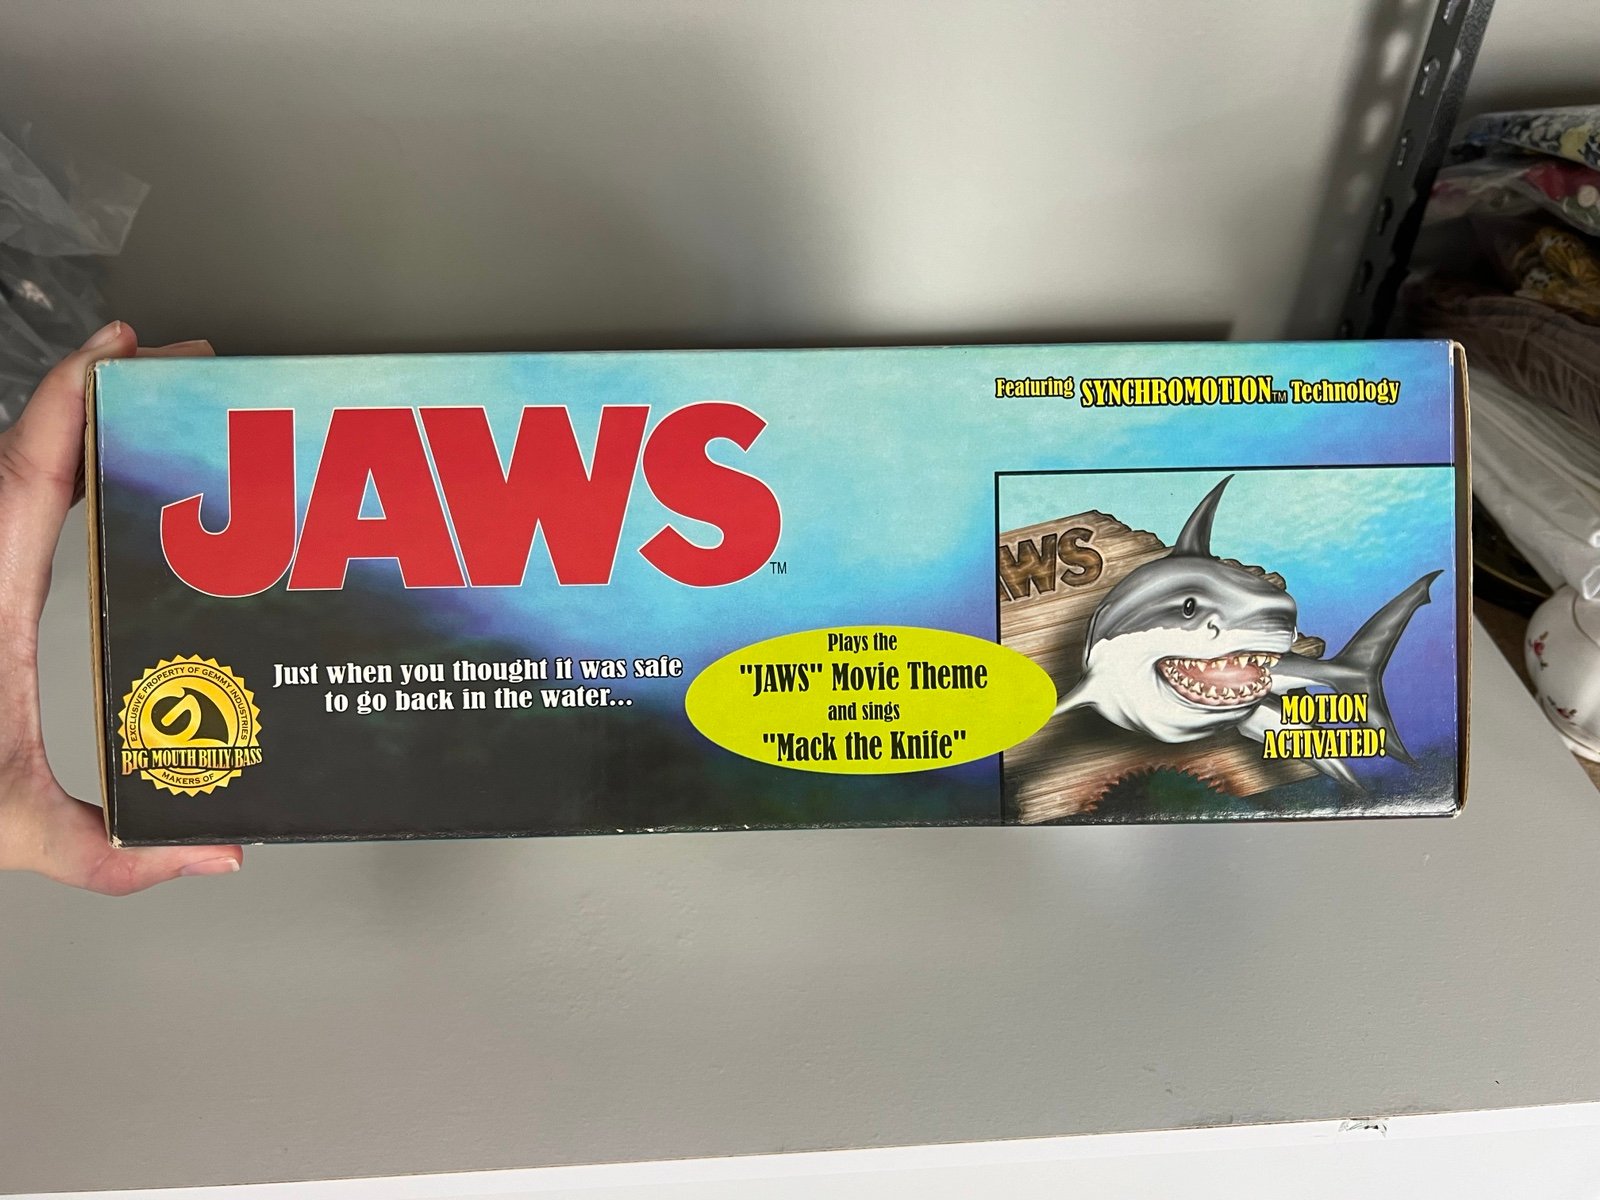 JAWS
TM
Featuring SYNCHROMOTION™ Technology
WS
Just when you thought it was safe
to go back in the water...
Plays the
"JAWS" Movie Theme
and sings
"Mack the Knife"
MOTION
ACTIVATED!
EXCLUSIVE PROPERTY OF GEMMY INDUSTRIES
BIG MOUTH BILLY BASS
MAKERS OF